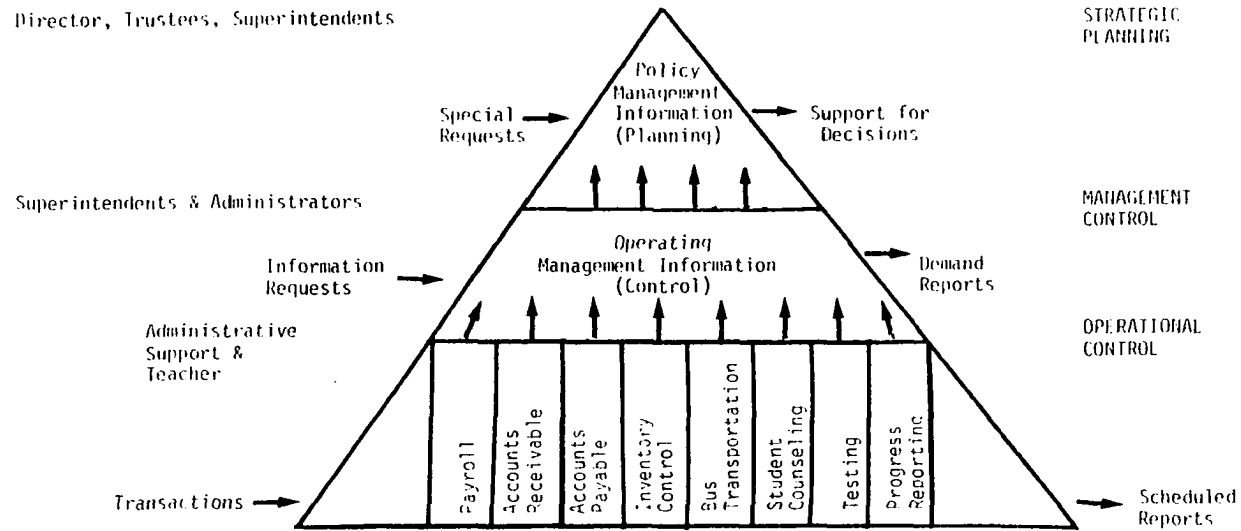 Director, Trustees, Superintendents
STRATEGIC
PLANNING
Policy
Management
Information
(Planning)
Special
Requests
Support for
Decisions
Superintendents & Administrators
MANAGEMENT
CONTROL
Operating
Management Information
(Control)
Information
Requests
Demand
Reports
Administrative
Support &
Teacher
OPERATIONAL
CONTROL
Payroll
Accounts
Receivable
Accounts
Payable
Inventory
Control
Bus
Transportation
Student
Counseling
Testing
Progress
Reporting
Transactions
Scheduled
Reports